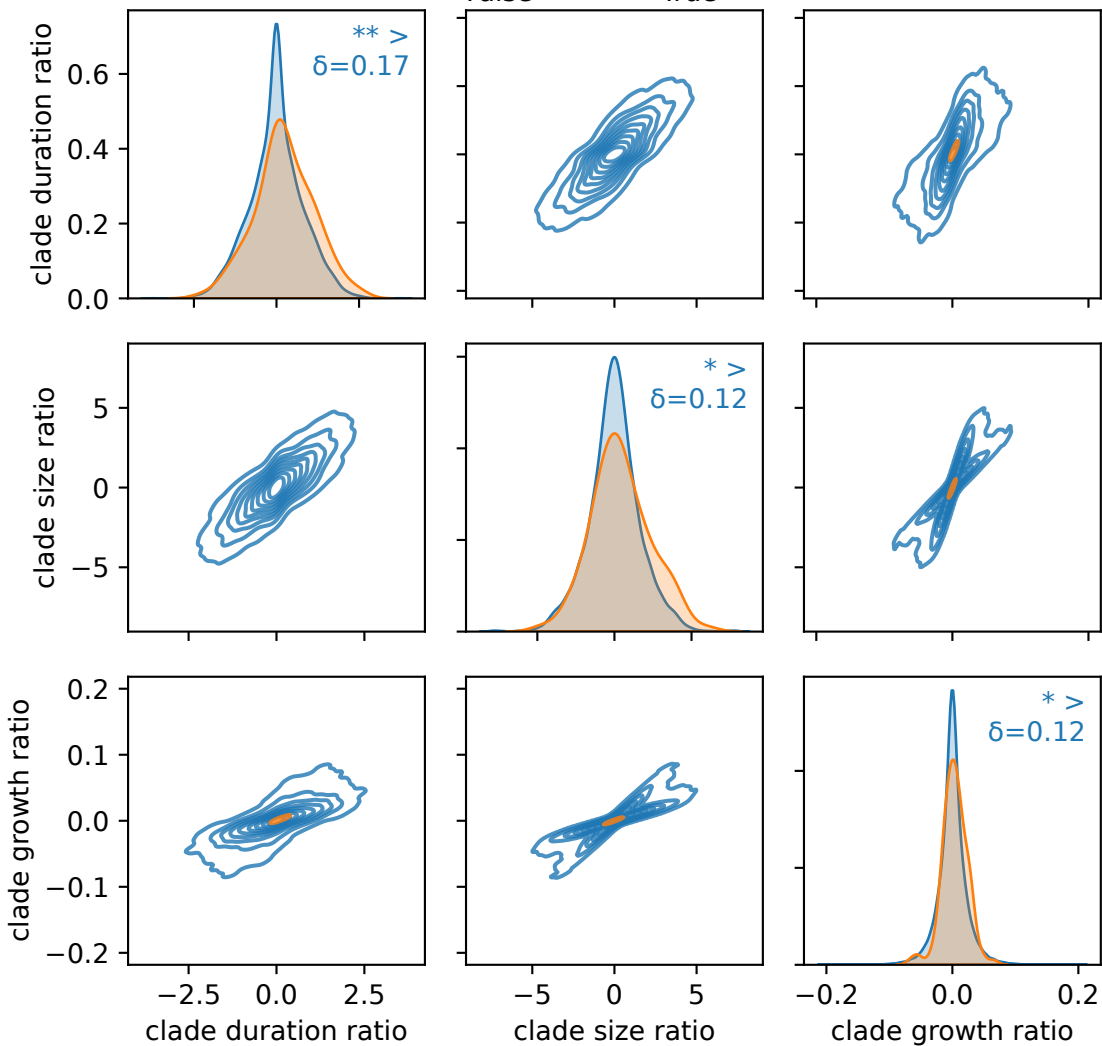 clade duration ratio
0.6
0.4
0.2
0.0
** >
δ=0.17
clade size ratio
5
0
−5
* >
δ=0.12
clade growth ratio
0.2
0.1
0.0
−0.1
−0.2
* >
δ=0.12
−2.5 0.0 2.5
−5 0 5
−0.2 0.0 0.2
clade duration ratio
clade size ratio
clade growth ratio